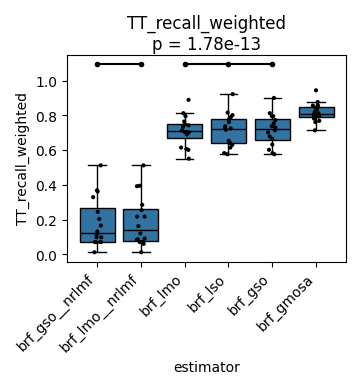 TT_recall_weighted
p = 1.78e-13
TT_recall_weighted
1.0
0.8
0.6
0.4
0.2
0.0
brf_gso__nrlmf
brf_lmo__nrlmf
brf_lmo
brf_lso
brf_gso
brf_gmosa
estimator